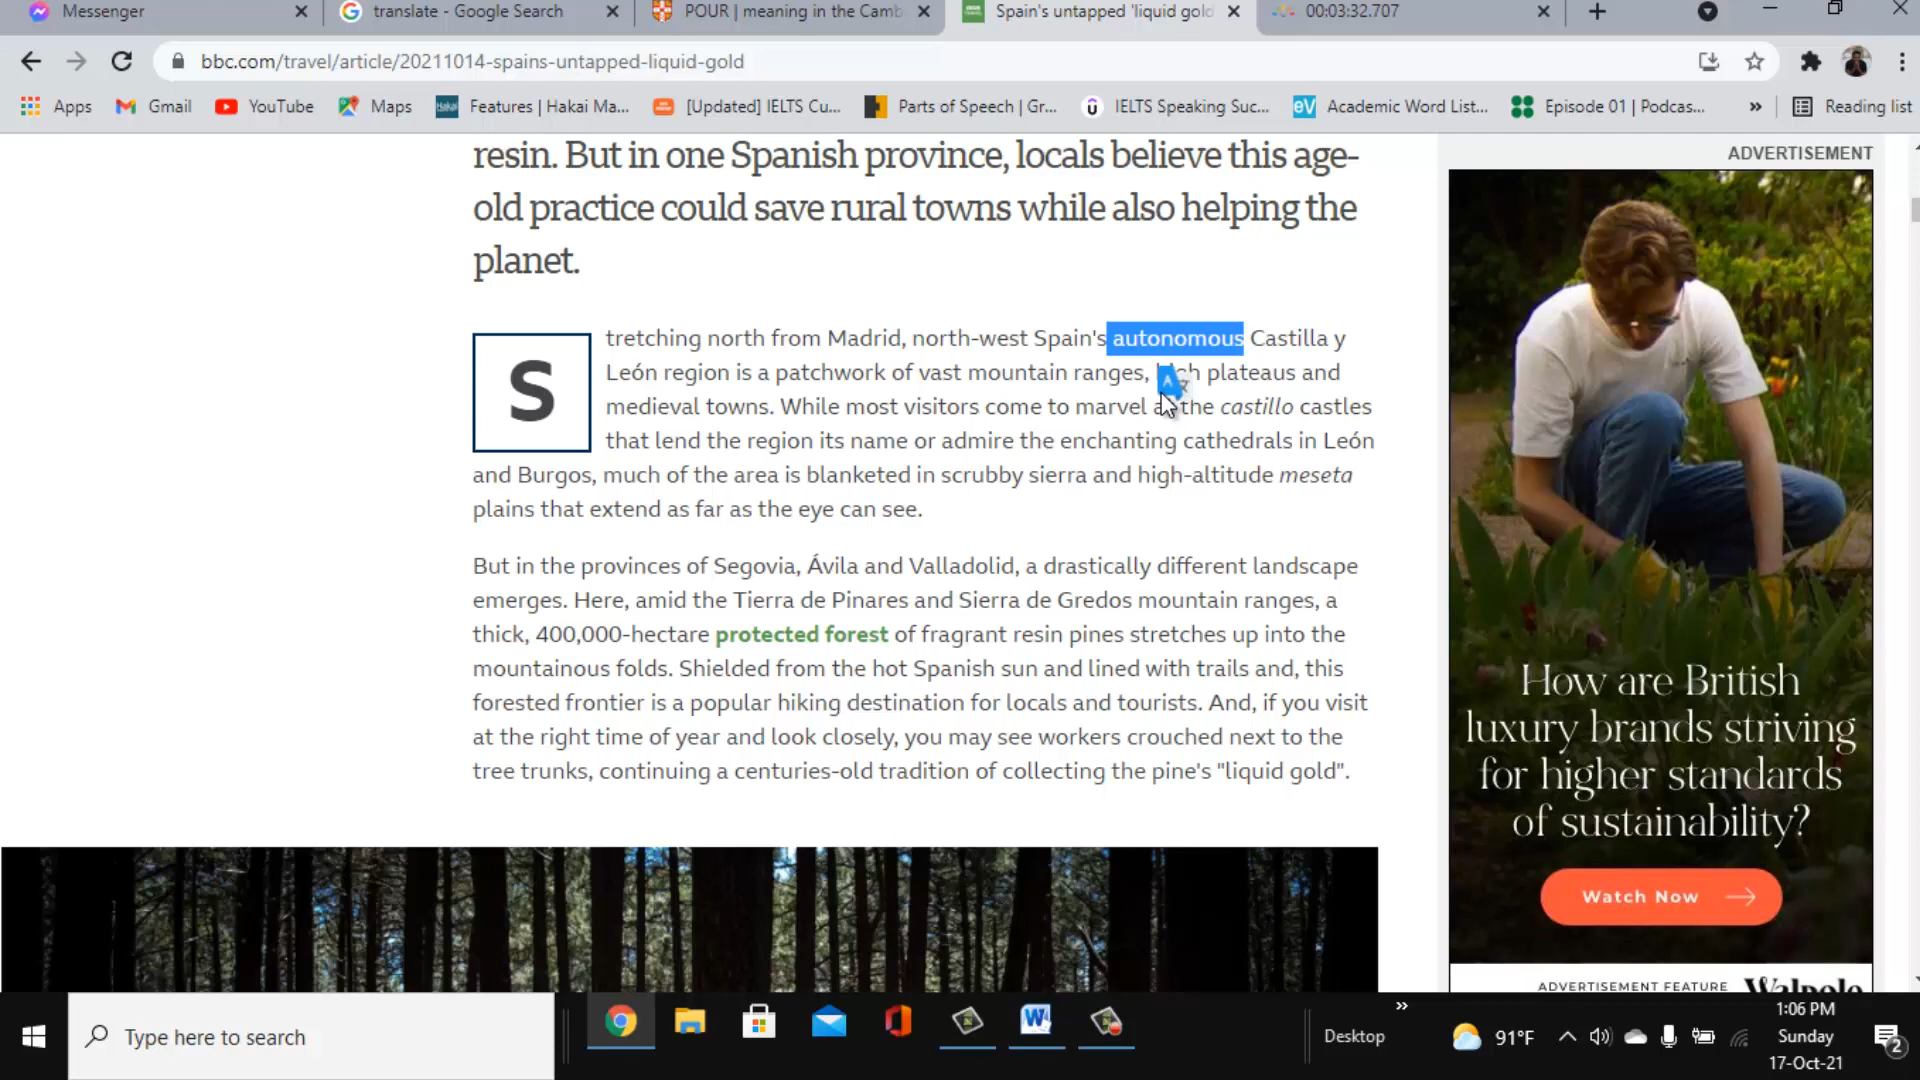 Messenger
translate - Google Search
POUR | meaning in the Camb
Spain's untapped 'liquid gold
00:03:32.707
bbc.com/travel/article/20211014-spains-untapped-liquid-gold
Apps
Gmail
YouTube
Maps
Hakai
Features | Hakai Ma...
[Updated] IELTS Cu...
Parts of Speech | Gr...
IELTS Speaking Suc...
eV
Academic Word List...
Episode 01 | Podcas...
»
Reading list
ADVERTISEMENT
resin. But in one Spanish province, locals believe this age-
old practice could save rural towns while also helping the
planet.
S
tretching north from Madrid, north-west Spain's autonomous Castilla y
León region is a patchwork of vast mountain ranges, plateaus and
medieval towns. While most visitors come to marvel the castillo castles
that lend the region its name or admire the enchanting cathedrals in León
and Burgos, much of the area is blanketed in scrubby sierra and high-altitude meseta
plains that extend as far as the eye can see.
But in the provinces of Segovia, Ávila and Valladolid, a drastically different landscape
emerges. Here, amid the Tierra de Pinares and Sierra de Gredos mountain ranges, a
thick, 400,000-hectare protected forest of fragrant resin pines stretches up into the
mountainous folds. Shielded from the hot Spanish sun and lined with trails and, this
forested frontier is a popular hiking destination for locals and tourists. And, if you visit
at the right time of year and look closely, you may see workers crouched next to the
tree trunks, continuing a centuries-old tradition of collecting the pine's "liquid gold".
How are British
luxury brands striving
for higher standards
of sustainability?
Watch Now
ADVERTISEMENT FEATURE
Walpole
Type here to search
Desktop
»
91°F
1:06 PM
Sunday
17-Oct-21
2